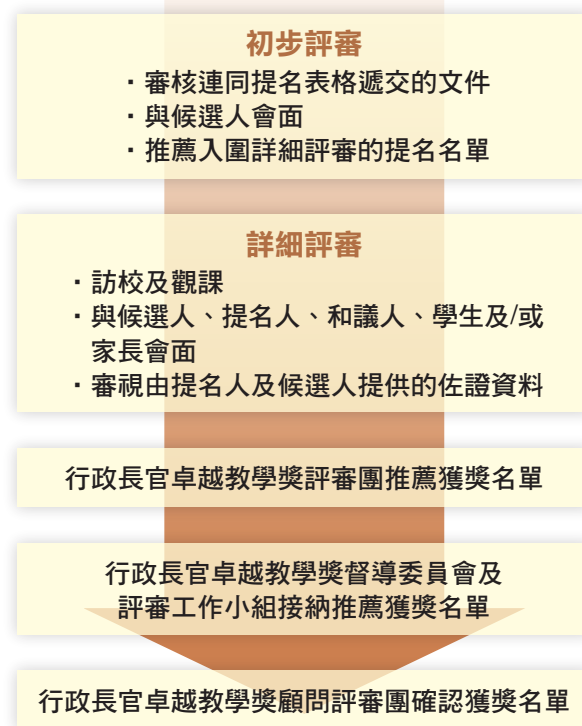 初步評審
・審核連同提名表格遞交的文件
・與候選人會面
・推薦入圍詳細評審的提名名單
詳細評審
・訪校及觀課
・與候選人、提名人、和議人、學生及/或
家長會面
・審視由提名人及候選人提供的佐證資料
行政長官卓越教學獎評審團推薦獲獎名單
行政長官卓越教學獎督導委員會及
評審工作小組接納推薦獲獎名單
行政長官卓越教學獎顧問評審團確認獲獎名單